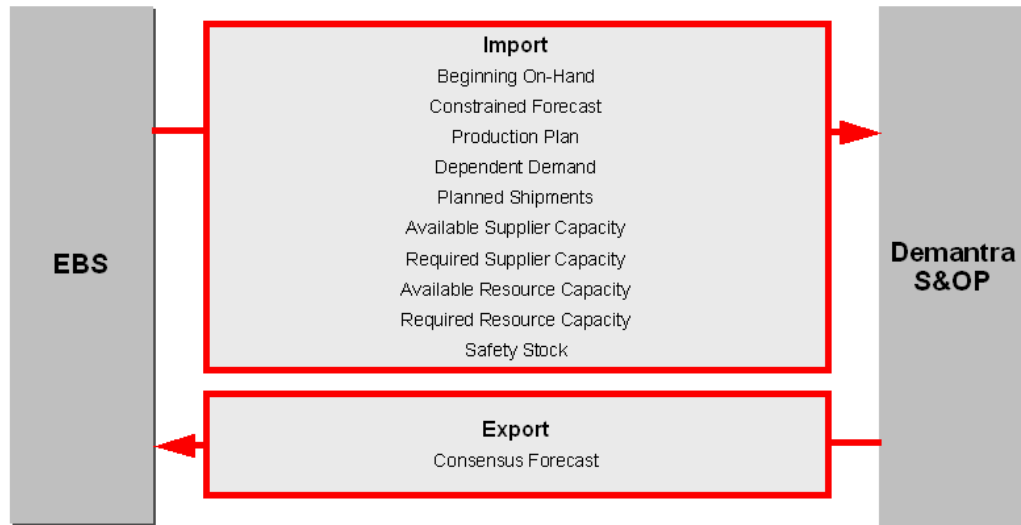 EBS
Import
Beginning On-Hand
Constrained Forecast
Production Plan
Dependent Demand
Planned Shipments
Available Supplier Capacity
Required Supplier Capacity
Available Resource Capacity
Required Resource Capacity
Safety Stock
Export
Consensus Forecast
Demantra
S&OP